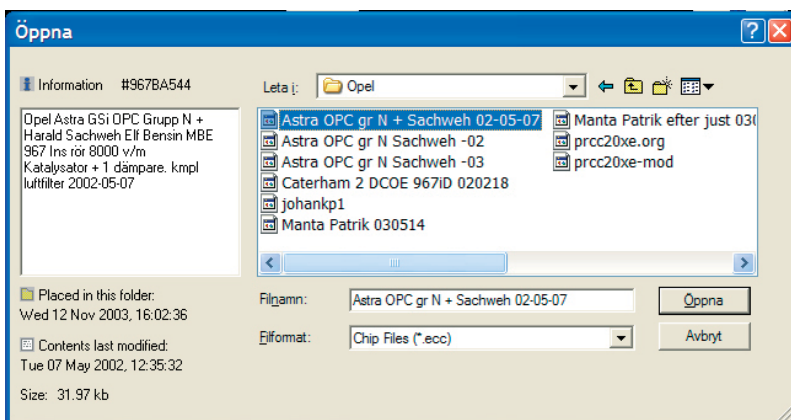 Öppna
Information #967BA544
Opel Astra GSi OPC Grupp N +
Harald Sachweh Elf Bensin MBE
967 Ins rör 8000 v/m
Katalysator + 1 dämpare. kmpl
luftfilter 2002-05-07
Placed in this folder:
Wed 12 Nov 2003, 16:02:36
Contents last modified:
Tue 07 May 2002, 12:35:32
Size: 31.97 kb
Leta i: Opel
Astra OPC gr N + Sachweh 02-05-07
Astra OPC gr N Sachweh -02
Astra OPC gr N Sachweh -03
Caterham 2 DCOE 967iD 020218
johankp1
Manta Patrik 030514
Manta Patrik efter just 030
prcc20xe.org
prcc20xe-mod
Filnamn: Astra OPC gr N + Sachweh 02-05-07
Öppna
Filformat: Chip Files (*.ecc)
Avbryt